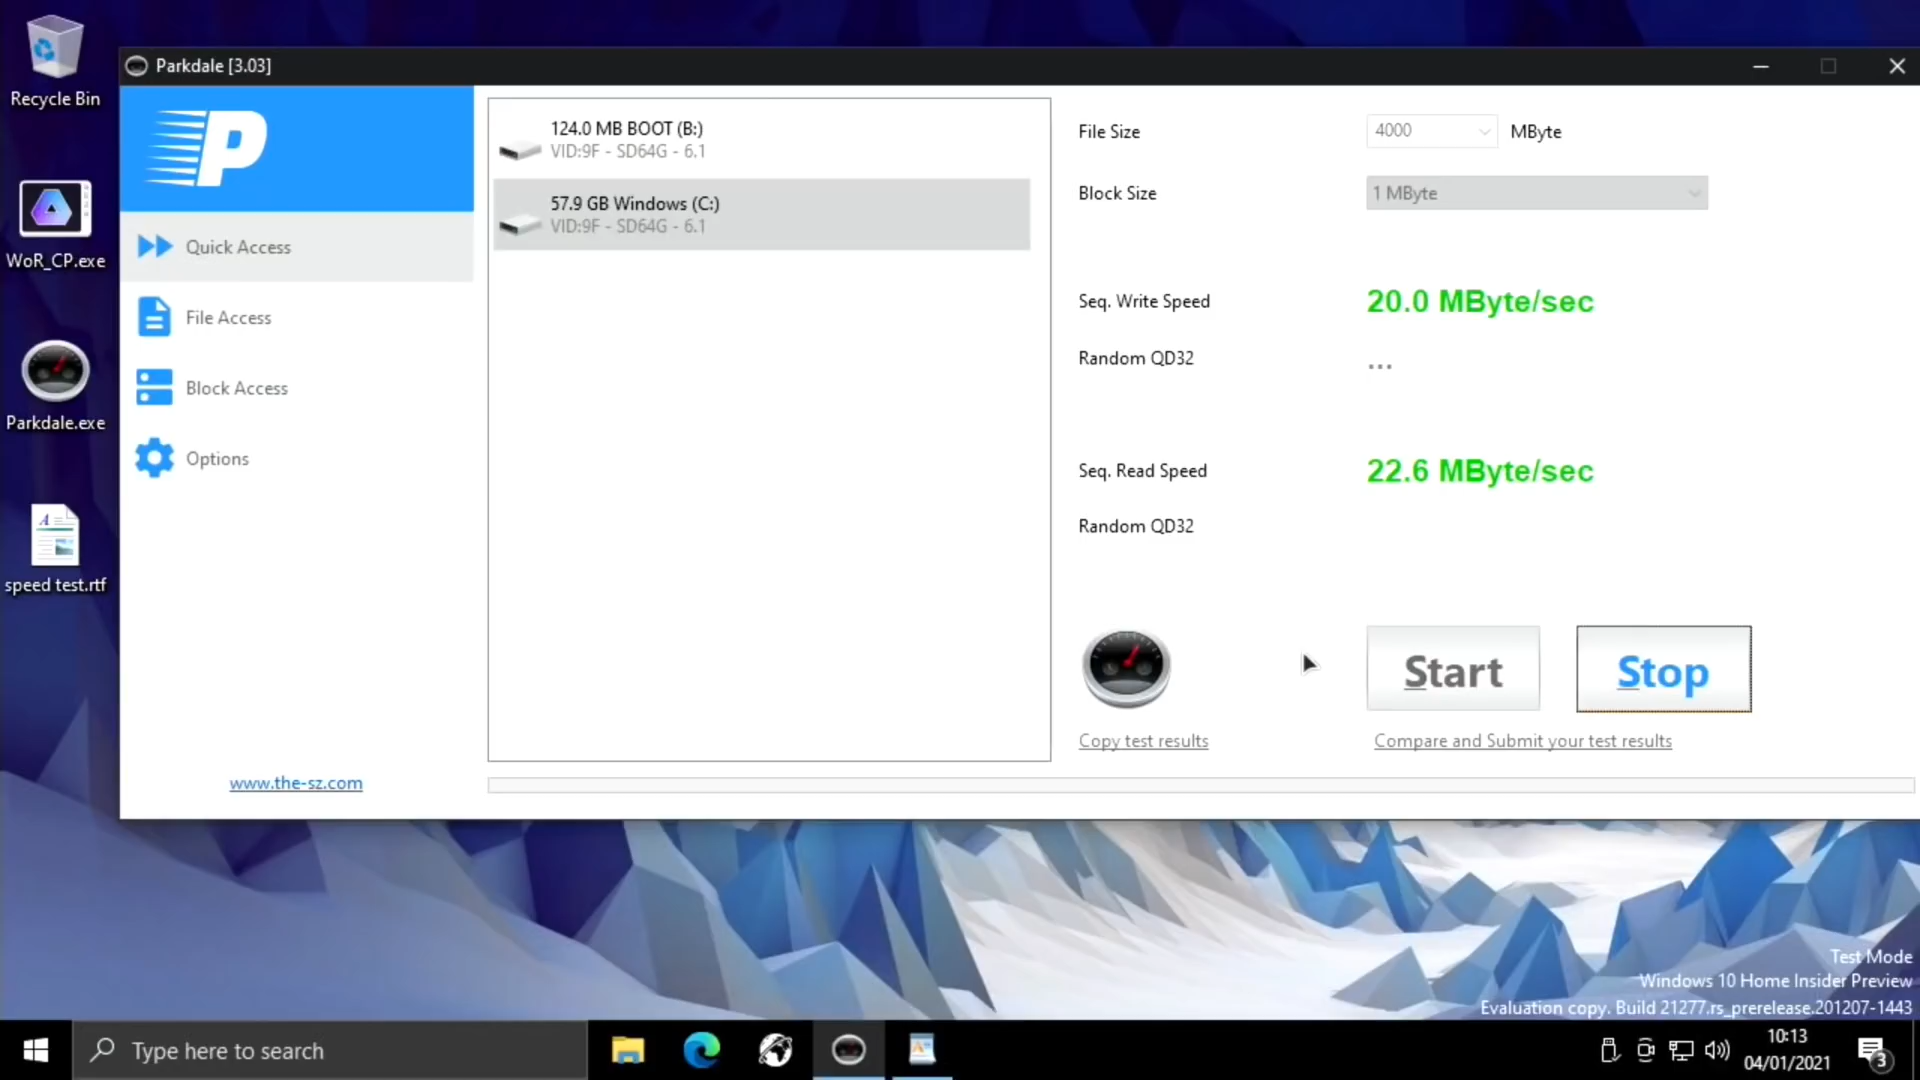 Recycle Bin
WoR_CP.exe
Parkdale.exe
speed test.rtf
Parkdale [3.03]
P
Quick Access
File Access
Block Access
Options
www.the-sz.com
124.0 MB BOOT (B:)
VID:9F - SD64G - 6.1
57.9 GB Windows (C:)
VID:9F - SD64G - 6.1
File Size 4000 MByte
Block Size 1 MByte
Seq. Write Speed 20.0 MByte/sec
Random QD32 ...
Seq. Read Speed 22.6 MByte/sec
Random QD32
Start Stop
Copy test results Compare and Submit your test results
Test Mode
Windows 10 Home Insider Preview
Evaluation copy. Build 21277.rs_prerelease.201207-1443
Type here to search
10:13
04/01/2021
3